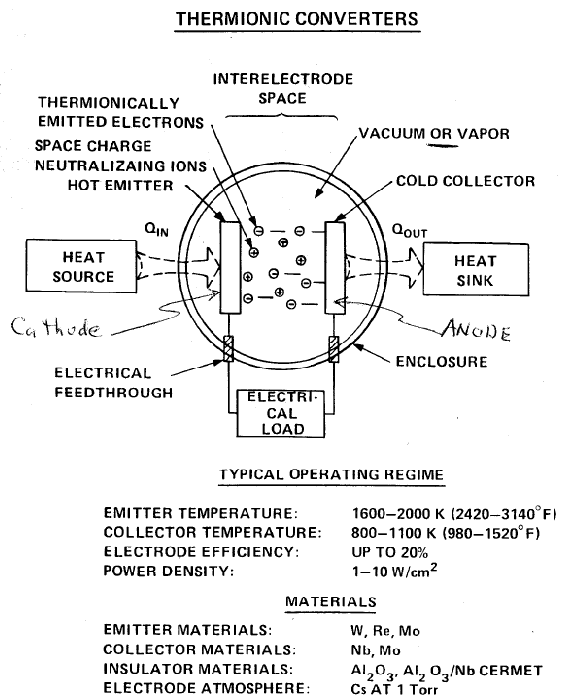 THERMIONIC CONVERTERS
INTERELECTRODE
SPACE
THERMIONICALLY
EMITTED ELECTRONS
SPACE CHARGE
NEUTRALIZAING IONS
HOT EMITTER
VACUUM OR VAPOR
COLD COLLECTOR
Q_IN
Q_OUT
HEAT
SOURCE
HEAT
SINK
Cathode
ANODE
ELECTRICAL
FEEDTHROUGH
ENCLOSURE
ELECTRI-
CAL
LOAD
TYPICAL OPERATING REGIME
EMITTER TEMPERATURE: 1600–2000 K (2420–3140°F)
COLLECTOR TEMPERATURE: 800–1100 K (980–1520°F)
ELECTRODE EFFICIENCY: UP TO 20%
POWER DENSITY: 1–10 W/cm²
MATERIALS
EMITTER MATERIALS: W, Re, Mo
COLLECTOR MATERIALS: Nb, Mo
INSULATOR MATERIALS: Al₂O₃, Al₂O₃/Nb CERMET
ELECTRODE ATMOSPHERE: Cs AT 1 Torr